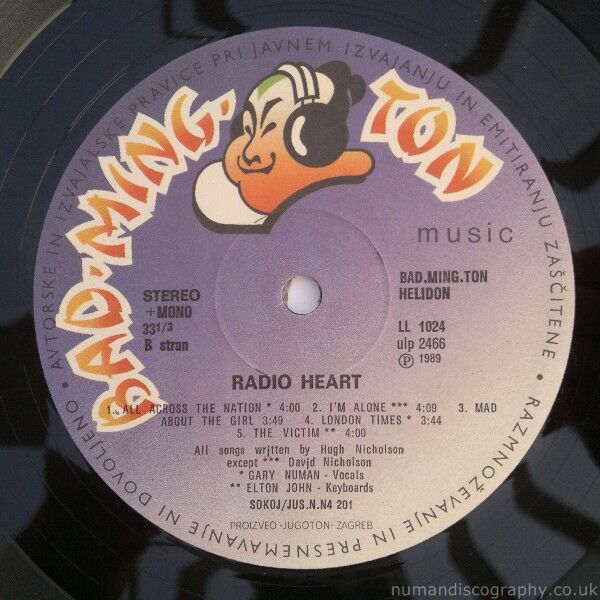 • AVTORSKE IN IZVAJALSKE PRAVICE PRI JAVNEM IZVAJANJU IN EMITIRANJU ZAŠČITENE • RAZMNOŽEVANJE IN PRESNEMAVANJE NI DOVOLJENO
BAD•MING•TON
music
STEREO
+MONO
33 1/3
B stran
BAD.MING.TON
HELIDON
LL 1024
ulp 2466
Ⓟ 1989
RADIO HEART
1. ALL ACROSS THE NATION * 4:00 2. I'M ALONE *** 4:09 3. MAD
ABOUT THE GIRL 3:49 4. LONDON TIMES * 3:44
5. THE VICTIM ** 4:00
All songs written by Hugh Nicholson
except *** David Nicholson
* GARY NUMAN - Vocals
** ELTON JOHN - Keyboards
SOKOJ/JUS.N.N4 201
PROIZVEO - JUGOTON - ZAGREB
numandiscography.co.uk